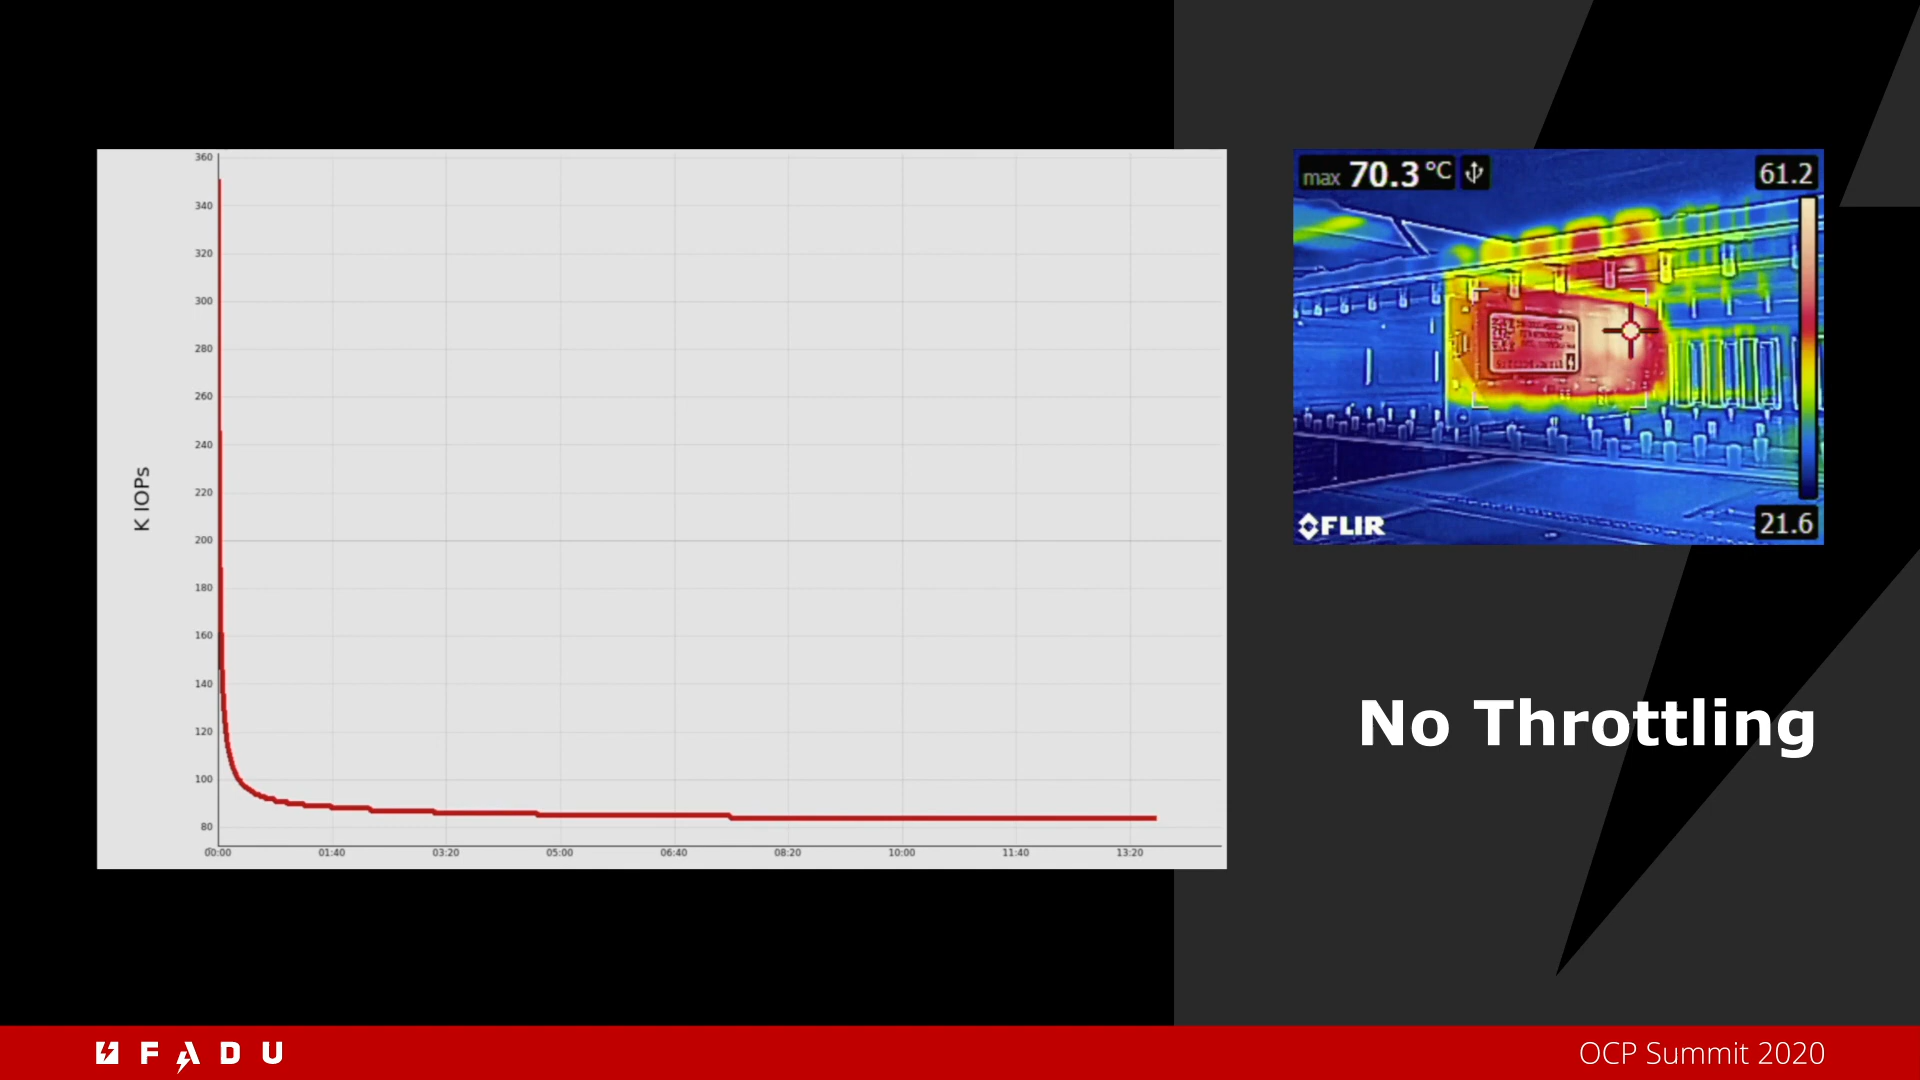 360
340
320
300
280
260
240
220
200
180
160
140
120
100
80
K IOPs
00:00 01:40 03:20 05:00 06:40 08:20 10:00 11:40 13:20
max 70.3 °C
61.2
21.6
FLIR
No Throttling
FADU
OCP Summit 2020